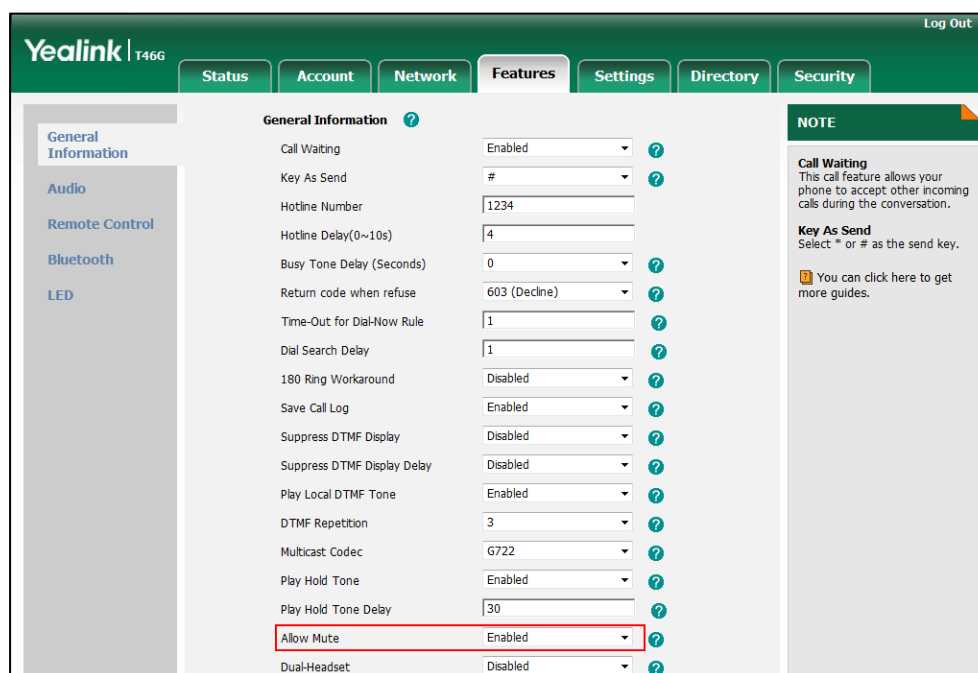 Log Out
Yealink | T46G
Status Account Network Features Settings Directory Security
General Information
Audio
Remote Control
Bluetooth
LED
General Information ?
Call Waiting Enabled ?
Key As Send # ?
Hotline Number 1234
Hotline Delay(0~10s) 4
Busy Tone Delay (Seconds) 0 ?
Return code when refuse 603 (Decline) ?
Time-Out for Dial-Now Rule 1 ?
Dial Search Delay 1 ?
180 Ring Workaround Disabled ?
Save Call Log Enabled ?
Suppress DTMF Display Disabled ?
Suppress DTMF Display Delay Disabled ?
Play Local DTMF Tone Enabled ?
DTMF Repetition 3 ?
Multicast Codec G722 ?
Play Hold Tone Enabled ?
Play Hold Tone Delay 30 ?
Allow Mute Enabled ?
Dual-Headset Disabled ?
NOTE
Call Waiting
This call feature allows your
phone to accept other incoming
calls during the conversation.
Key As Send
Select * or # as the send key.
? You can click here to get
more guides.